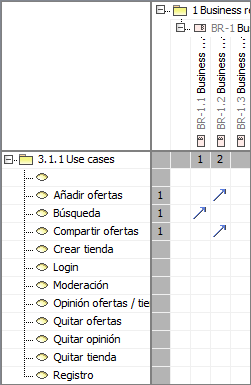 1 Business re
BR-1 Bu
BR-1.1 Business ...
BR-1.2 Business ...
BR-1.3 Business ...
3.1.1 Use cases
1 2
Añadir ofertas 1
Búsqueda 1
Compartir ofertas 1
Crear tienda
Login
Moderación
Opinión ofertas / tie
Quitar ofertas
Quitar opinión
Quitar tienda
Registro